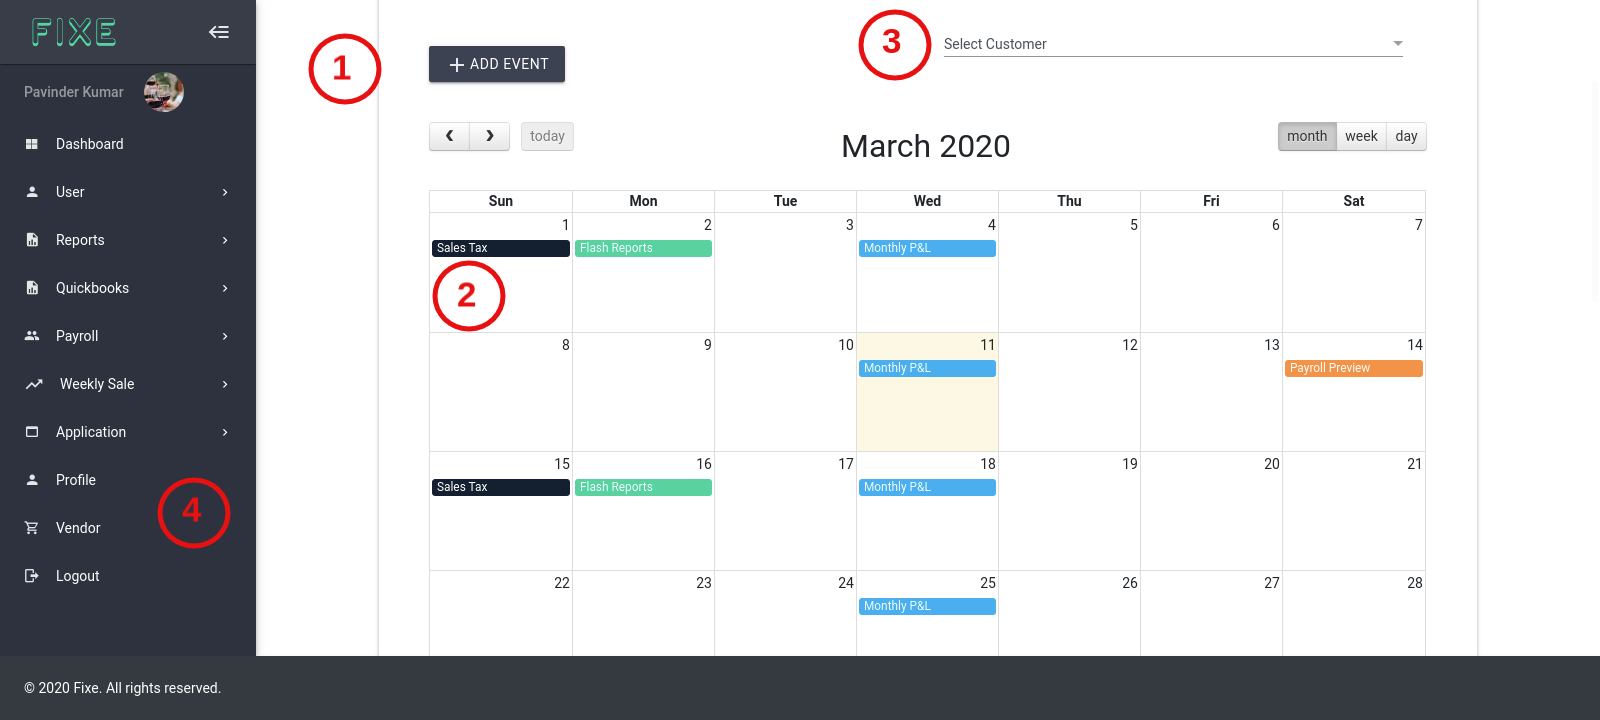 FIXE
Pavinder Kumar
Dashboard
User
Reports
Quickbooks
Payroll
Weekly Sale
Application
Profile
4
Vendor
Logout
1
ADD EVENT
3
Select Customer
today
March 2020
month week day
Sun Mon Tue Wed Thu Fri Sat
1 2 3 4 5 6 7
Sales Tax Flash Reports Monthly P&L
2
8 9 10 11 12 13 14
Monthly P&L Payroll Preview
15 16 17 18 19 20 21
Sales Tax Flash Reports Monthly P&L
22 23 24 25 26 27 28
Monthly P&L
© 2020 Fixe. All rights reserved.